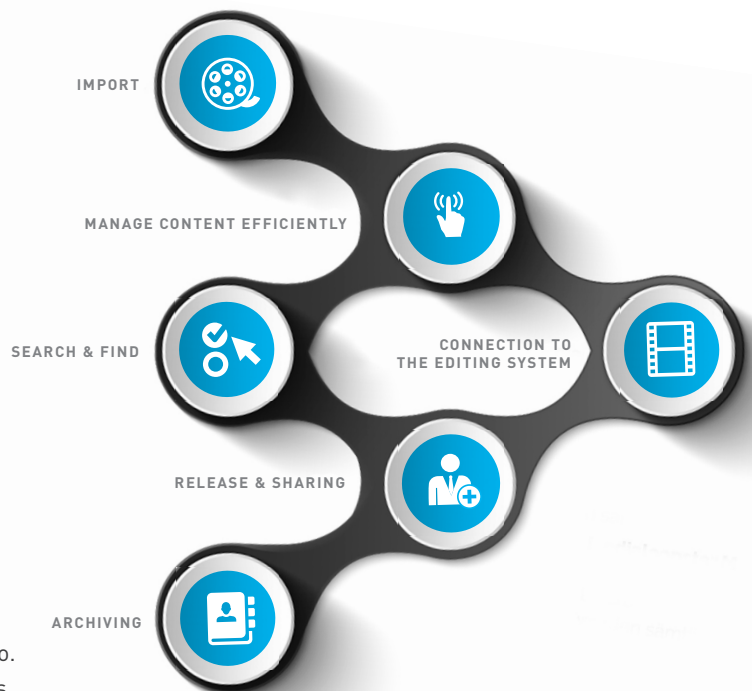 IMPORT
MANAGE CONTENT EFFICIENTLY
SEARCH & FIND
CONNECTION TO
THE EDITING SYSTEM
RELEASE & SHARING
ARCHIVING